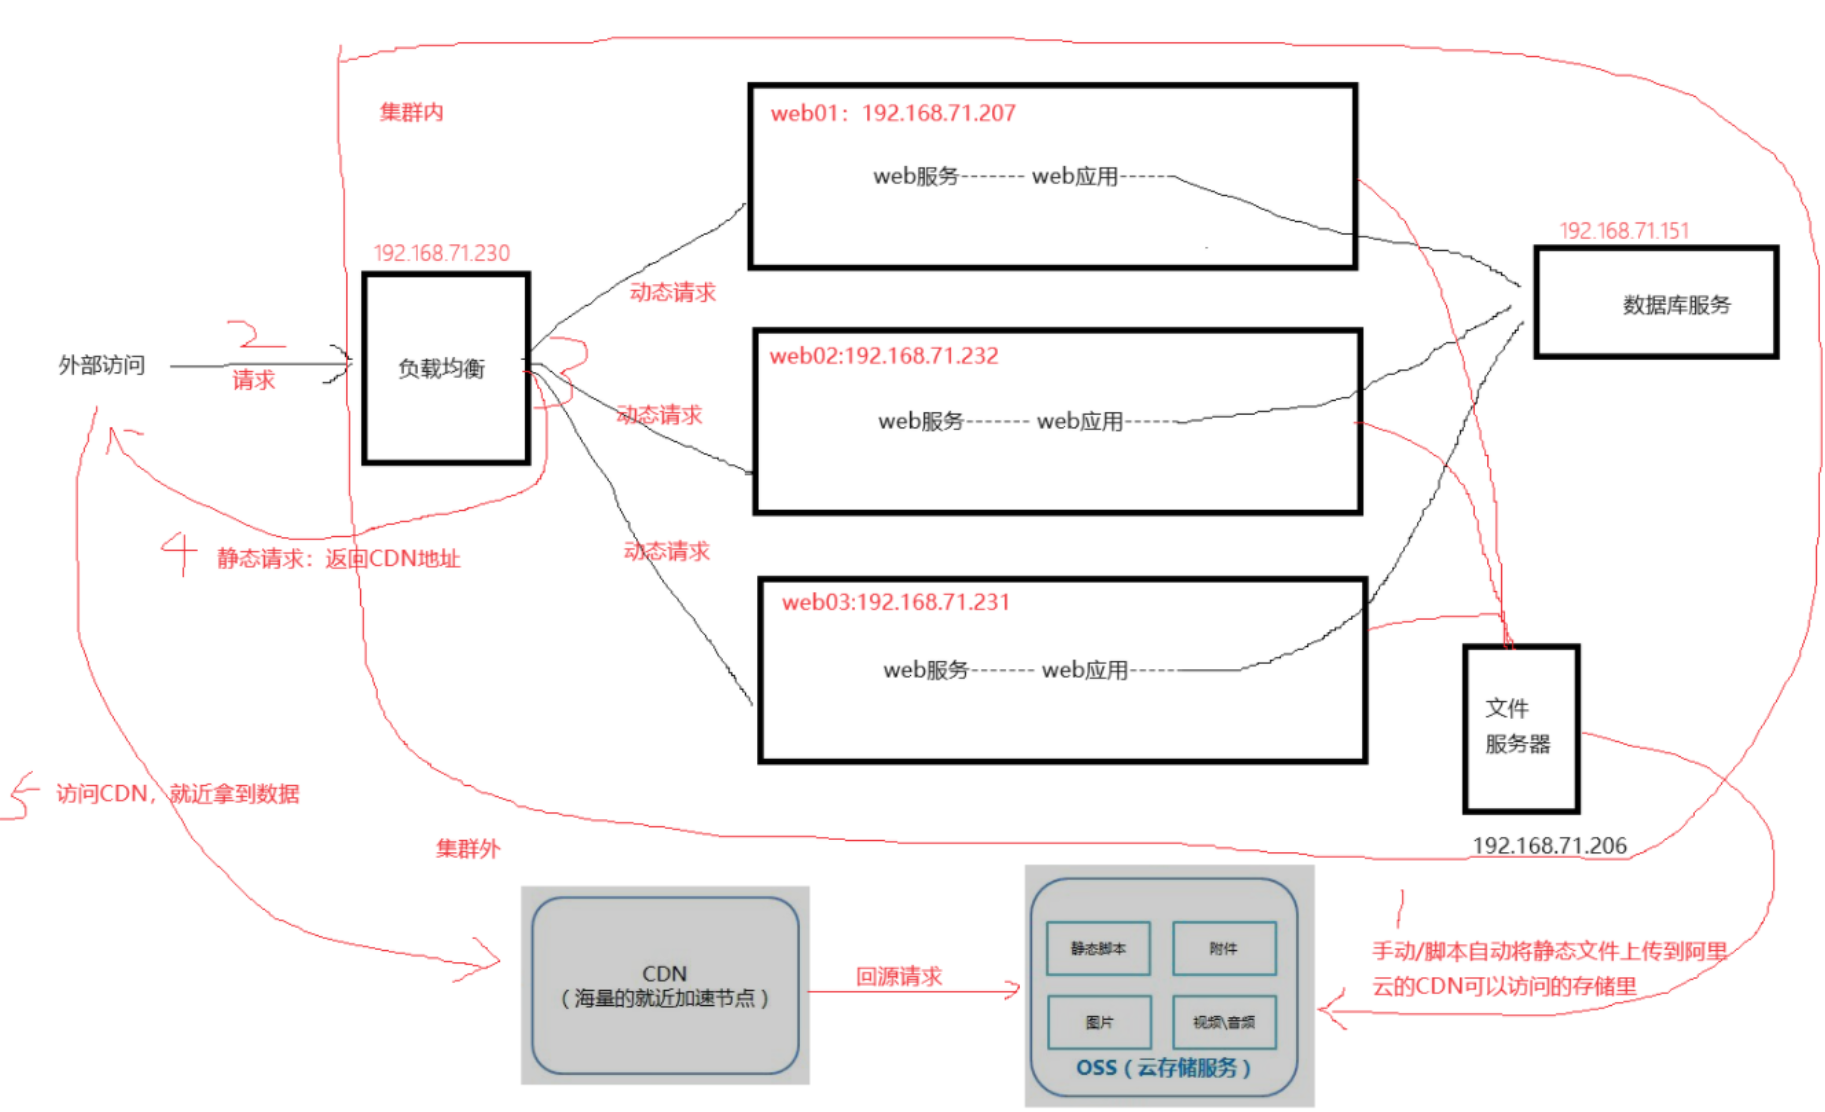 集群内
web01：192.168.71.207
web服务------- web应用------
192.168.71.151
数据库服务
192.168.71.230
负载均衡
动态请求
外部访问
2
请求
3
web02:192.168.71.232
动态请求
web服务------- web应用------
4
静态请求：返回CDN地址
动态请求
web03:192.168.71.231
web服务------- web应用------
文件
服务器
192.168.71.206
5
访问CDN，就近拿到数据
集群外
CDN
（海量的就近加速节点）
回源请求
静态脚本
附件
图片
视频\音频
OSS（云存储服务）
1
手动/脚本自动将静态文件上传到阿里
云的CDN可以访问的存储里